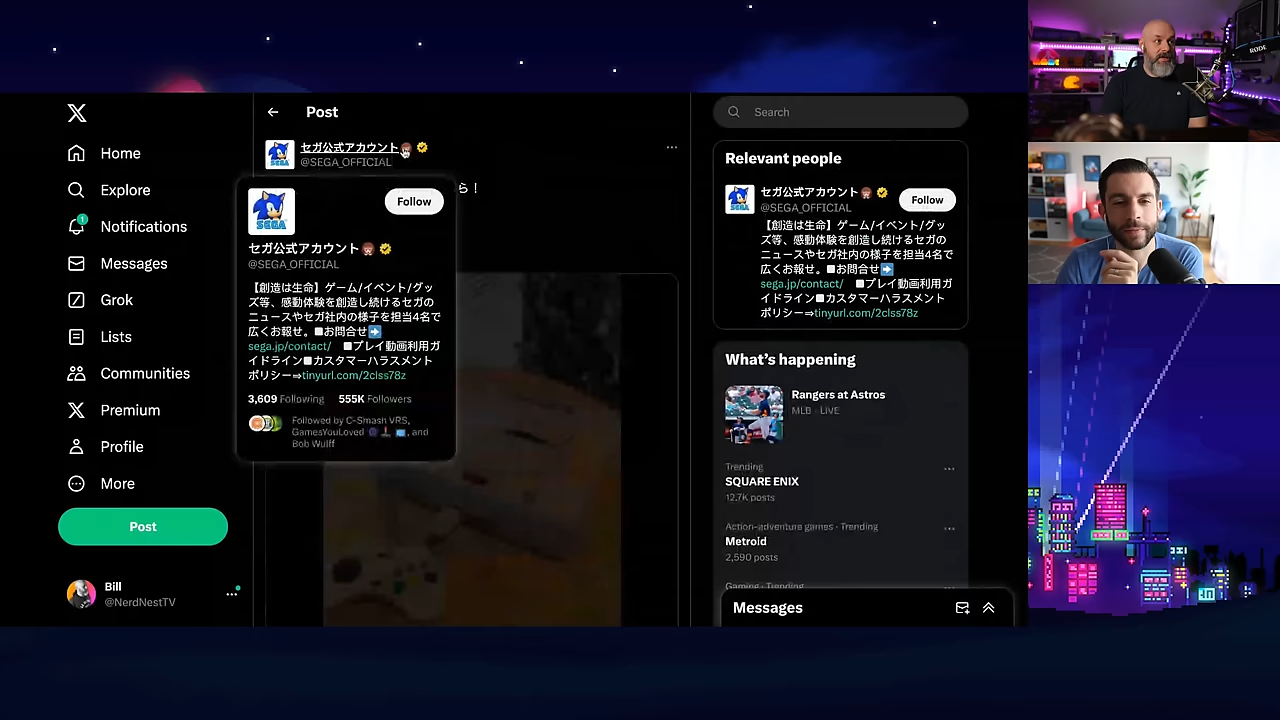 Home
Explore
1
Notifications
Messages
Grok
Lists
Communities
Premium
Profile
More
Post
Bill
@NerdNestTV
Post
セガ公式アカウント
@SEGA_OFFICIAL
ら！
SEGA
Follow
セガ公式アカウント
@SEGA_OFFICIAL
【創造は生命】ゲーム/イベント/グッ
ズ等、感動体験を創造し続けるセガの
ニュースやセガ社内の様子を担当4名で
広くお報せ。■お問合せ➡
sega.jp/contact/　■プレイ動画利用ガ
イドライン■カスタマーハラスメント
ポリシー⇒tinyurl.com/2clss78z
3,609 Following 555K Followers
Followed by C-Smash VRS,
GamesYouLoved and
Bob Wulff
Search
Relevant people
SEGA
セガ公式アカウント
@SEGA_OFFICIAL
Follow
【創造は生命】ゲーム/イベント/グッ
ズ等、感動体験を創造し続けるセガの
ニュースやセガ社内の様子を担当4名で
広くお報せ。■お問合せ➡
sega.jp/contact/　■プレイ動画利用ガ
イドライン■カスタマーハラスメント
ポリシー⇒tinyurl.com/2clss78z
What's happening
Rangers at Astros
MLB · LIVE
Trending
SQUARE ENIX
12.7K posts
Action-adventure games · Trending
Metroid
2,590 posts
Gaming · Trending
Messages
RØDE